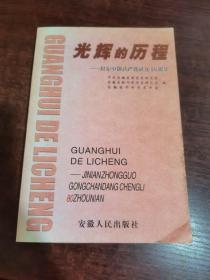 光辉的历程
——纪念中国共产党成立80周年
GUANGHUI DE LICHENG
GUANGHUI
DE LICHENG
——JINIANZHONGGUO
GONGCHANDANG CHENGLI
80ZHOUNIAN
安徽人民出版社